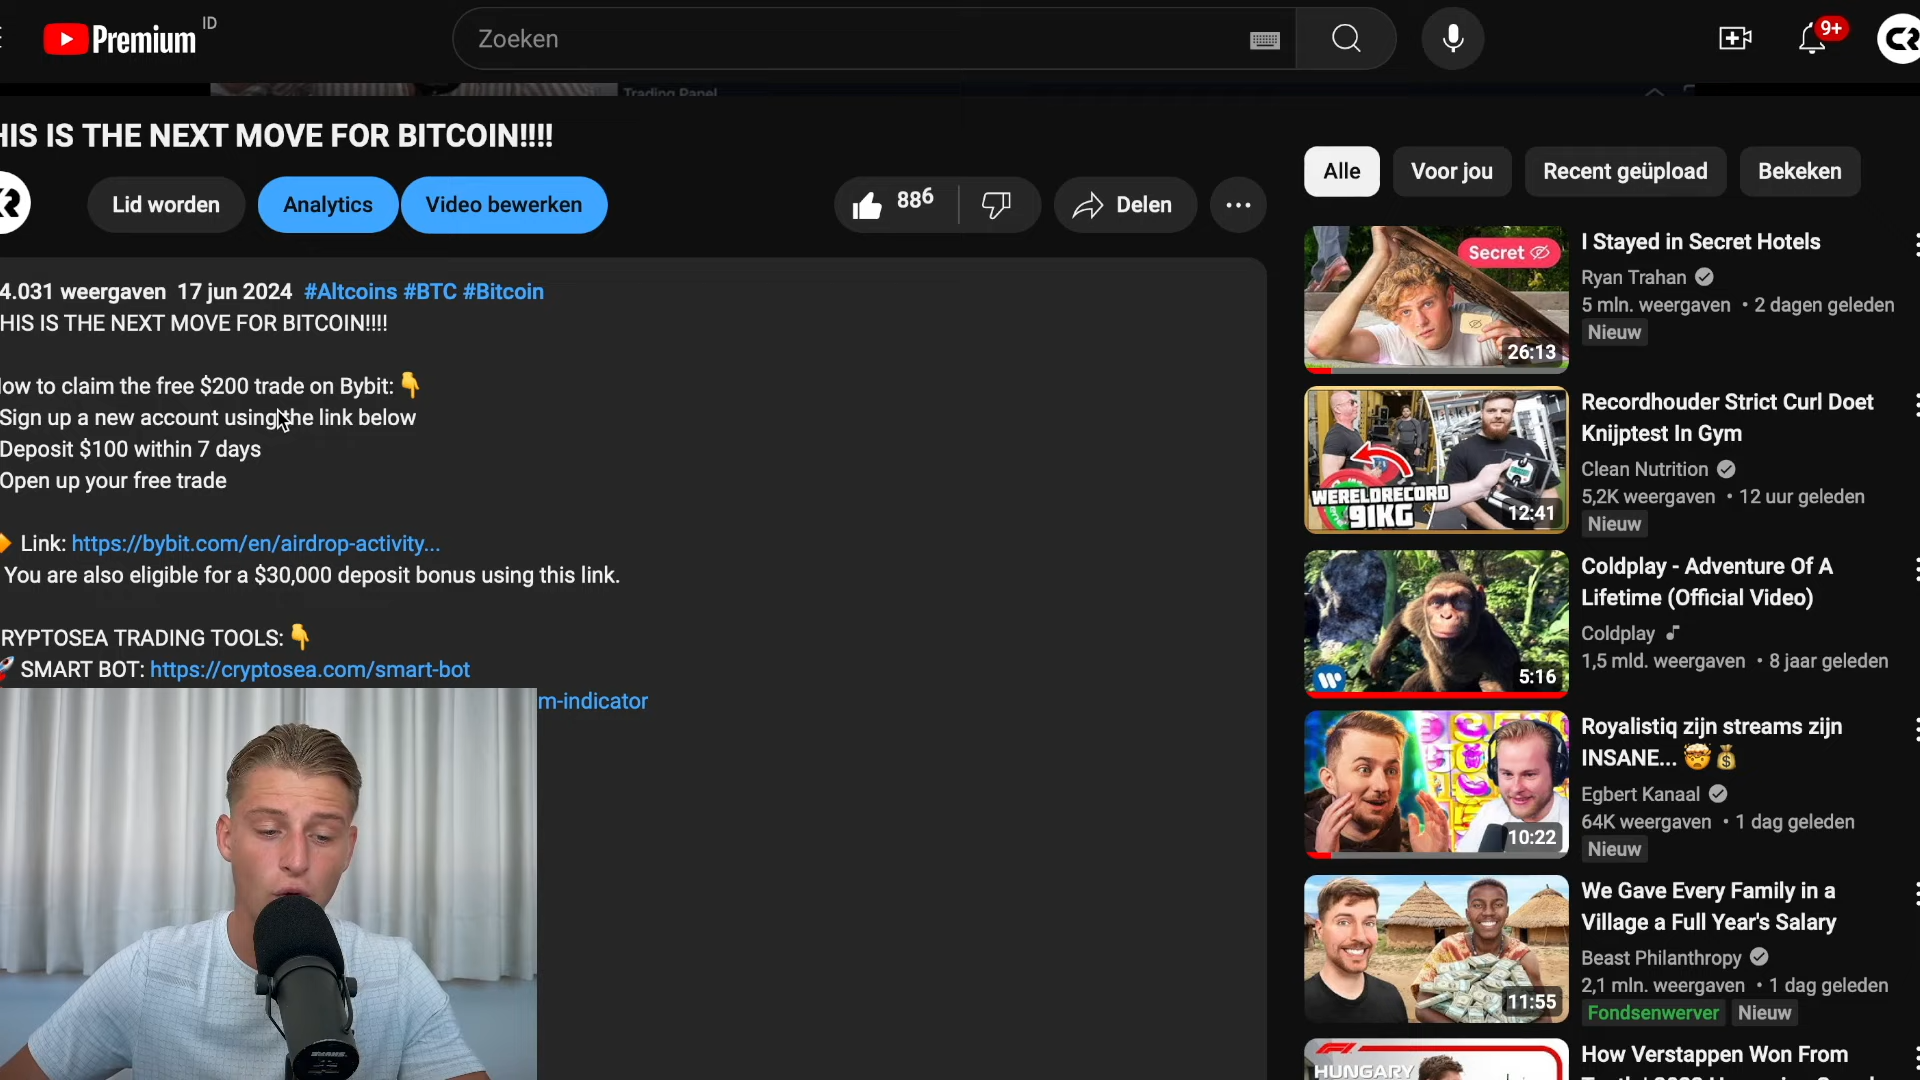 Premium
ID
Zoeken
9+
Trading Panel
HIS IS THE NEXT MOVE FOR BITCOIN!!!!
Lid worden
Analytics
Video bewerken
886
Delen
4.031 weergaven 17 jun 2024 #Altcoins #BTC #Bitcoin
HIS IS THE NEXT MOVE FOR BITCOIN!!!!
ow to claim the free $200 trade on Bybit: 👇
Sign up a new account using the link below
Deposit $100 within 7 days
Open up your free trade
Link: https://bybit.com/en/airdrop-activity...
You are also eligible for a $30,000 deposit bonus using this link.
RYPTOSEA TRADING TOOLS: 👇
🚀 SMART BOT: https://cryptosea.com/smart-bot
m-indicator
Alle
Voor jou
Recent geüpload
Bekeken
Secret
26:13
I Stayed in Secret Hotels
Ryan Trahan
5 mln. weergaven • 2 dagen geleden
Nieuw
WERELDRECORD
91KG
12:41
Recordhouder Strict Curl Doet
Knijptest In Gym
Clean Nutrition
5,2K weergaven • 12 uur geleden
Nieuw
5:16
Coldplay - Adventure Of A
Lifetime (Official Video)
Coldplay
1,5 mld. weergaven • 8 jaar geleden
10:22
Royalistiq zijn streams zijn
INSANE... 🤯💰
Egbert Kanaal
64K weergaven • 1 dag geleden
Nieuw
11:55
We Gave Every Family in a
Village a Full Year's Salary
Beast Philanthropy
2,1 mln. weergaven • 1 dag geleden
Fondsenwerver
Nieuw
HUNGARY
How Verstappen Won From